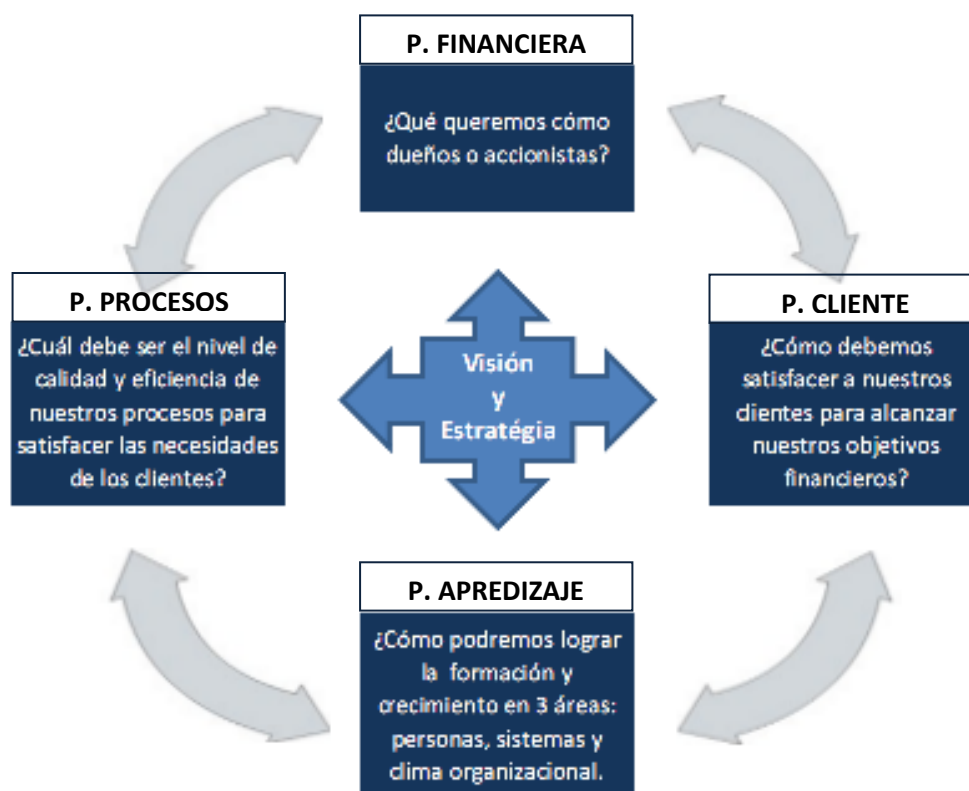 P. FINANCIERA
¿Qué queremos cómo
dueños o accionistas?
P. PROCESOS
¿Cuál debe ser el nivel de
calidad y eficiencia de
nuestros procesos para
satisfacer las necesidades
de los clientes?
Visión
y
Estratégia
P. CLIENTE
¿Cómo debemos
satisfacer a nuestros
clientes para alcanzar
nuestros objetivos
financieros?
P. APREDIZAJE
¿Cómo podremos lograr
la formación y
crecimiento en 3 áreas:
personas, sistemas y
clima organizacional.